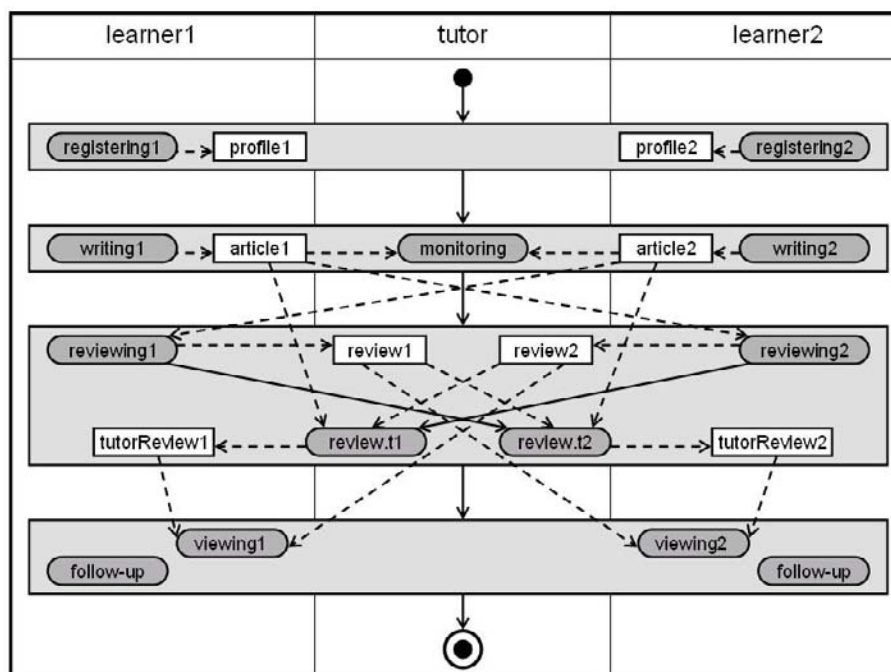 learner1 tutor learner2
registering1 profile1 profile2 registering2
writing1 article1 monitoring article2 writing2
reviewing1 review1 review2 reviewing2
tutorReview1 review.t1 review.t2 tutorReview2
viewing1 viewing2
follow-up follow-up